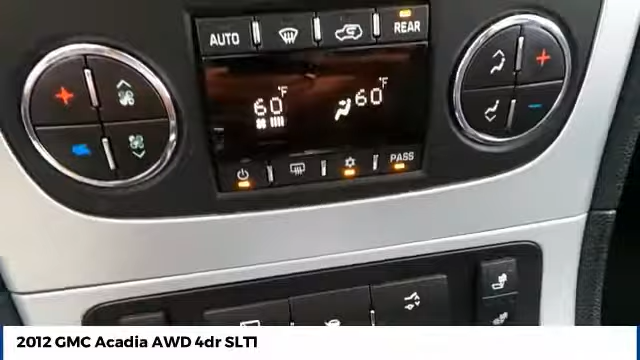 AUTO
REAR
60°F
60°F
PASS
2012 GMC Acadia AWD 4dr SLT1